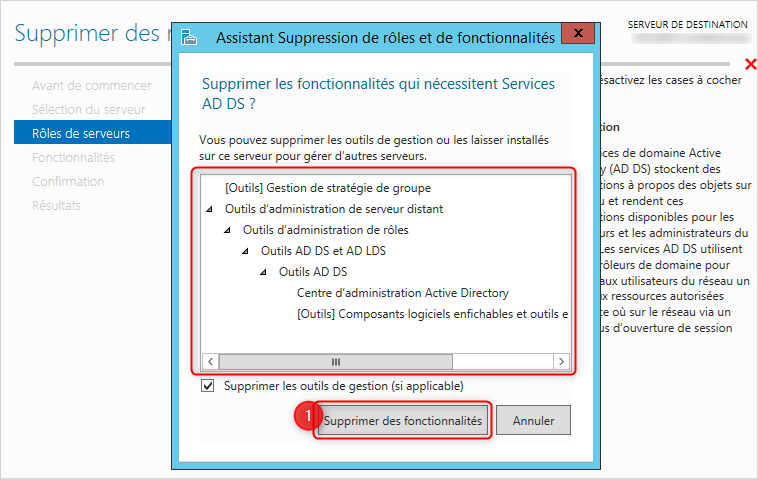 Supprimer des r
SERVEUR DE DESTINATION
Avant de commencer
Sélection du serveur
Rôles de serveurs
Fonctionnalités
Confirmation
Résultats
Assistant Suppression de rôles et de fonctionnalités
Supprimer les fonctionnalités qui nécessitent Services
AD DS ?
Vous pouvez supprimer les outils de gestion ou les laisser installés
sur ce serveur pour gérer d'autres serveurs.
[Outils] Gestion de stratégie de groupe
Outils d'administration de serveur distant
Outils d'administration de rôles
Outils AD DS et AD LDS
Outils AD DS
Centre d'administration Active Directory
[Outils] Composants logiciels enfichables et outils e
Supprimer les outils de gestion (si applicable)
1
Supprimer des fonctionnalités
Annuler
ésactivez les cases à cocher
tion
ices de domaine Active
y (AD DS) stockent des
tions à propos des objets sur
u et rendent ces
tions disponibles pour les
urs et les administrateurs du
Les services AD DS utilisent
trôleurs de domaine pour
aux utilisateurs du réseau un
ux ressources autorisées
ce où sur le réseau via un
us d'ouverture de session